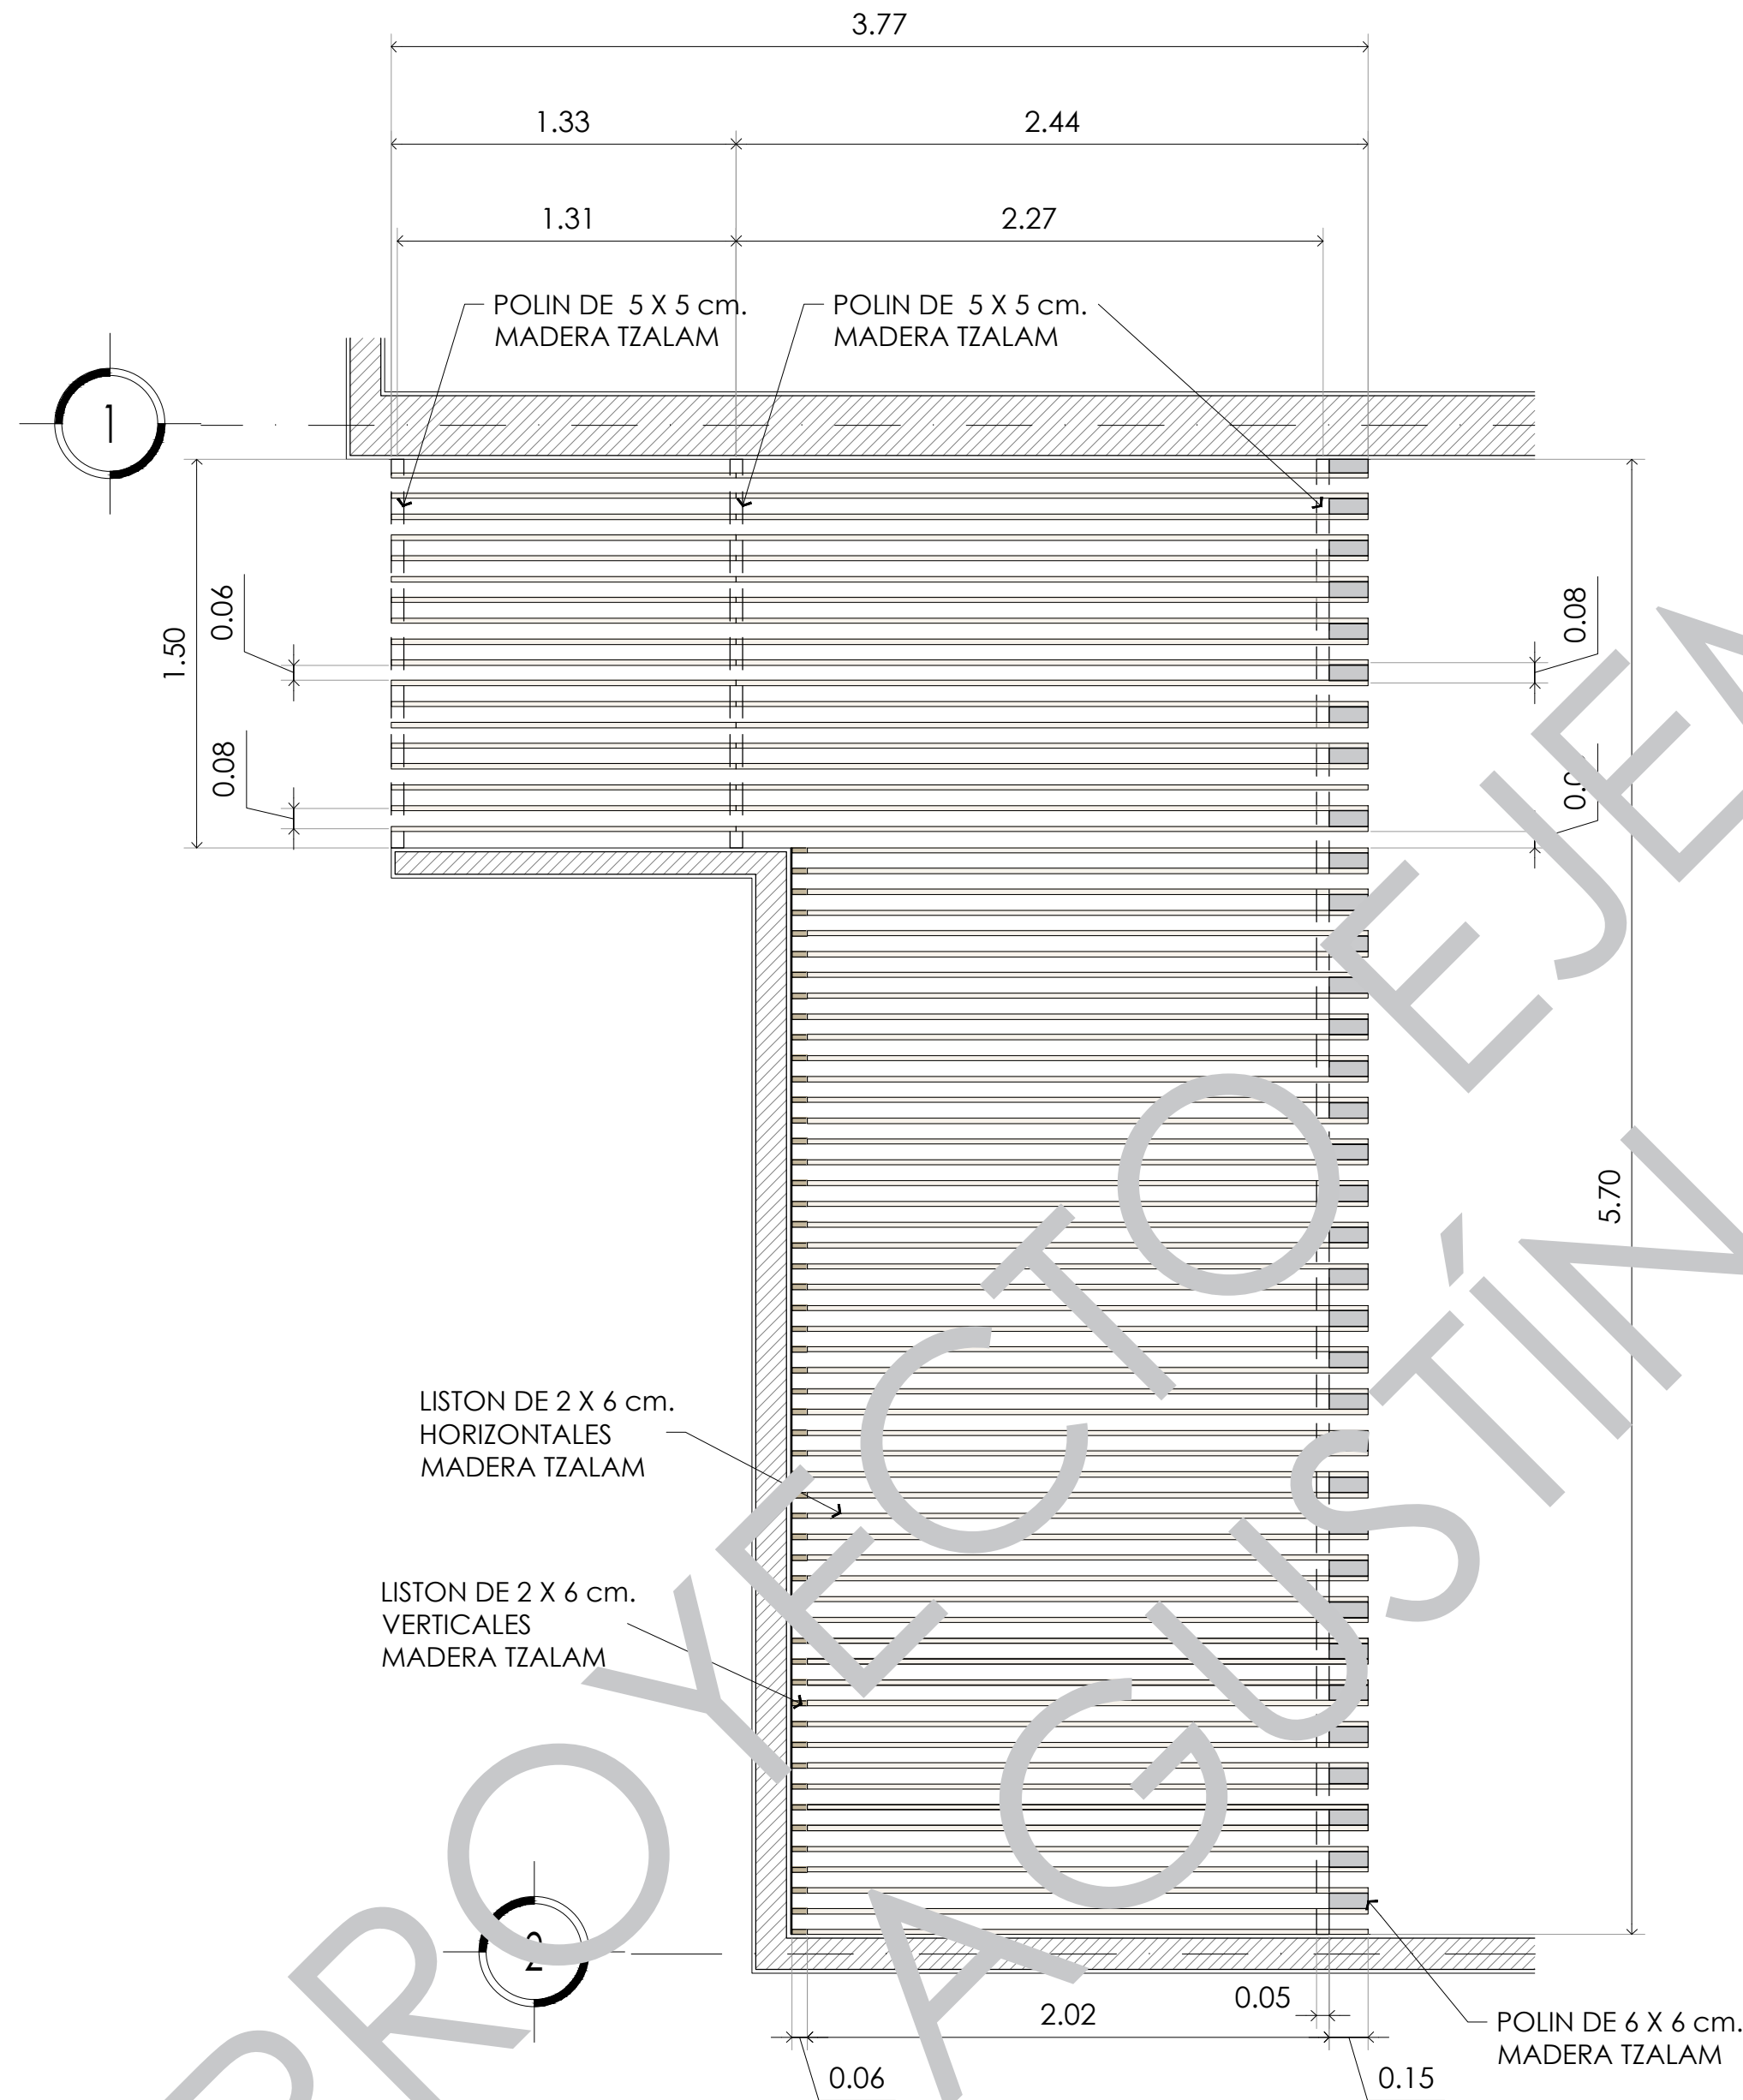 3.77
1.33
2.44
1.31
2.27
POLIN DE 5 X 5 cm.
MADERA TZALAM
POLIN DE 5 X 5 cm.
MADERA TZALAM
1
0.06
1.50
0.08
0.08
5.70
LISTON DE 2 X 6 cm.
HORIZONTALES
MADERA TZALAM
LISTON DE 2 X 6 cm.
VERTICALES
MADERA TZALAM
2
0.05
2.02
0.06
0.15
POLIN DE 6 X 6 cm.
MADERA TZALAM
PROYECTO
AGUSTÍN